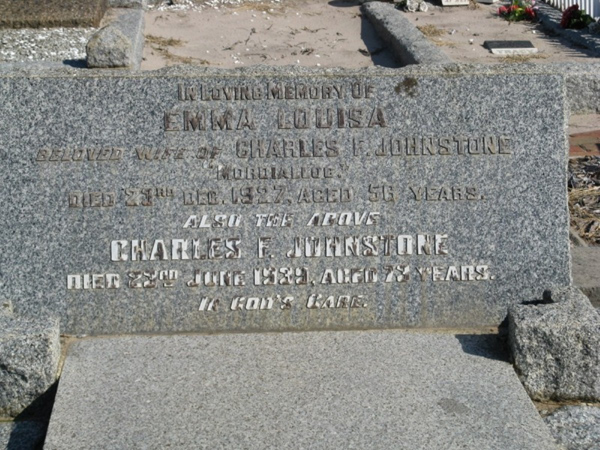 IN LOVING MEMORY OF
EMMA LOUISA
BELOVED WIFE OF CHARLES F. JOHNSTONE
"MORDIALLOC."
DIED 23RD DEC. 1927, AGED 56 YEARS.
ALSO THE ABOVE
CHARLES F. JOHNSTONE
DIED 22ND JUNE 1939, AGED 73 YEARS.
IN GOD'S CARE.